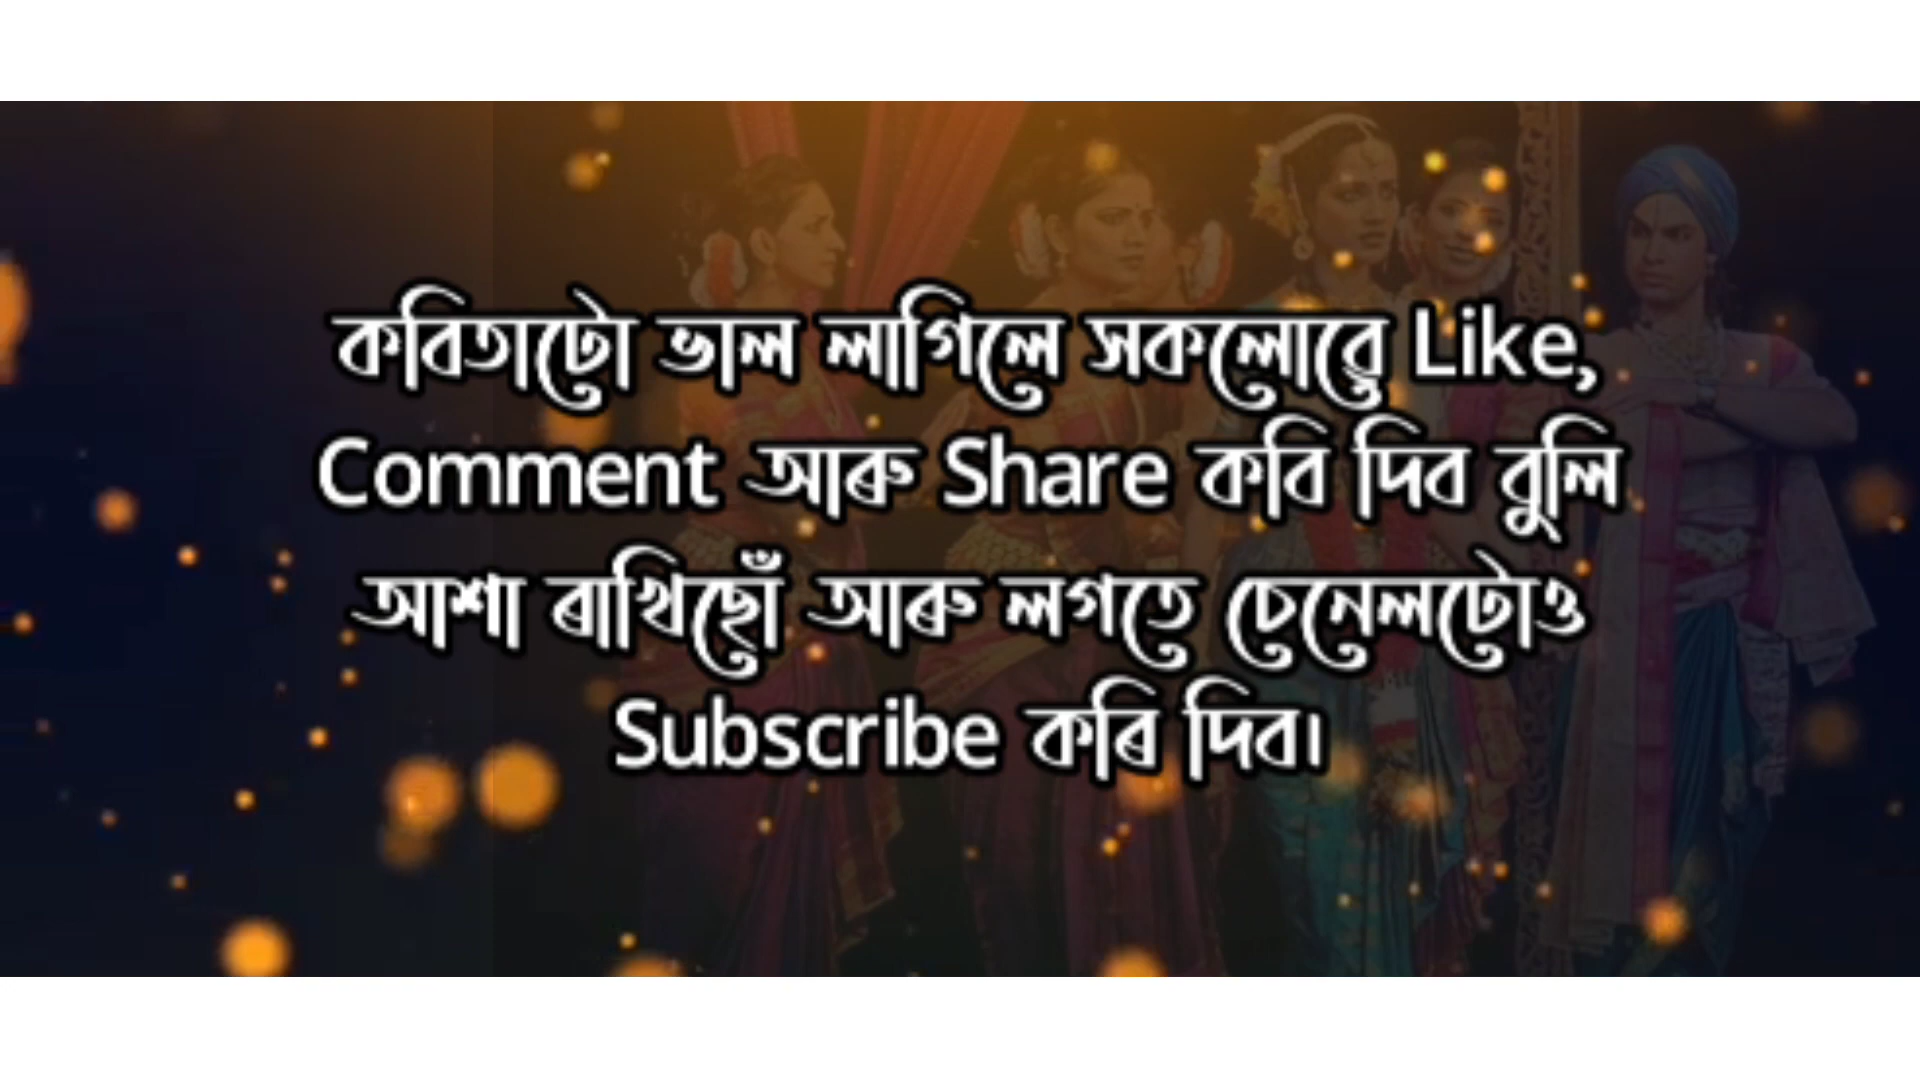 কবিতাটো ভাল লাগিলে সকলোৱে Like,
Comment আৰু Share কৰি দিব বুলি
আশা ৰাখিছোঁ আৰু লগতে চেনেলটোও
Subscribe কৰি দিব।